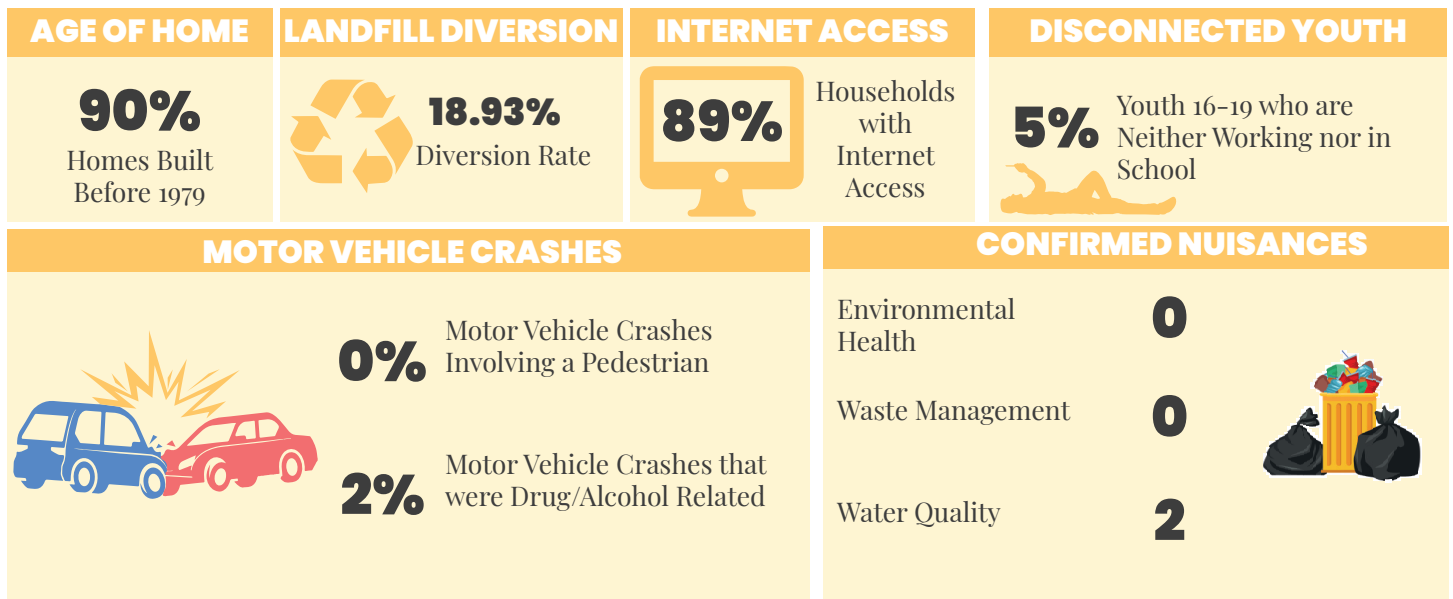 AGE OF HOME
90%
Homes Built
Before 1979
LANDFILL DIVERSION
18.93%
Diversion Rate
INTERNET ACCESS
89%
Households
with
Internet
Access
DISCONNECTED YOUTH
5%
Youth 16-19 who are
Neither Working nor in
School
MOTOR VEHICLE CRASHES
0%
Motor Vehicle Crashes
Involving a Pedestrian
2%
Motor Vehicle Crashes that
were Drug/Alcohol Related
CONFIRMED NUISANCES
Environmental
Health
0
Waste Management
0
Water Quality
2